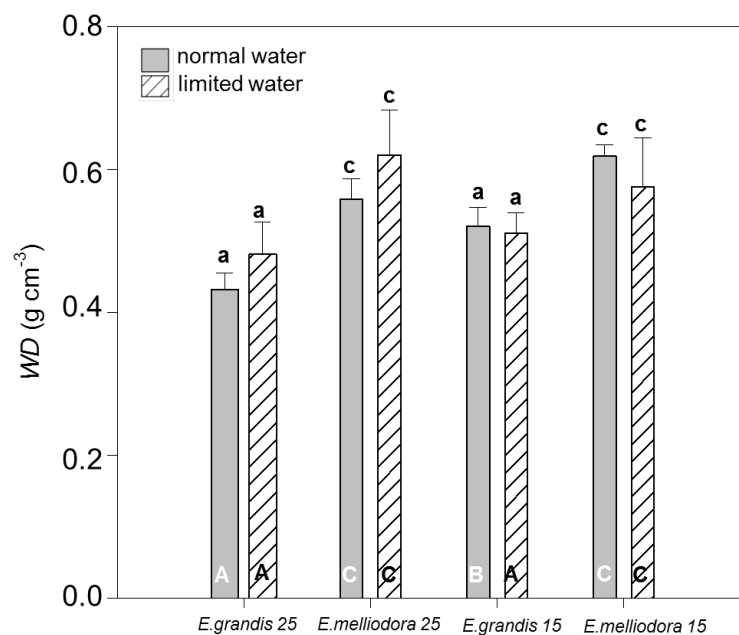 0.8
normal water
limited water
c
c
c
c
0.6
a
a
a
a
0.4
WD (g cm-3)
0.2
A
A
C
C
B
A
C
C
0.0
E.grandis 25
E.melliodora 25
E.grandis 15
E.melliodora 15